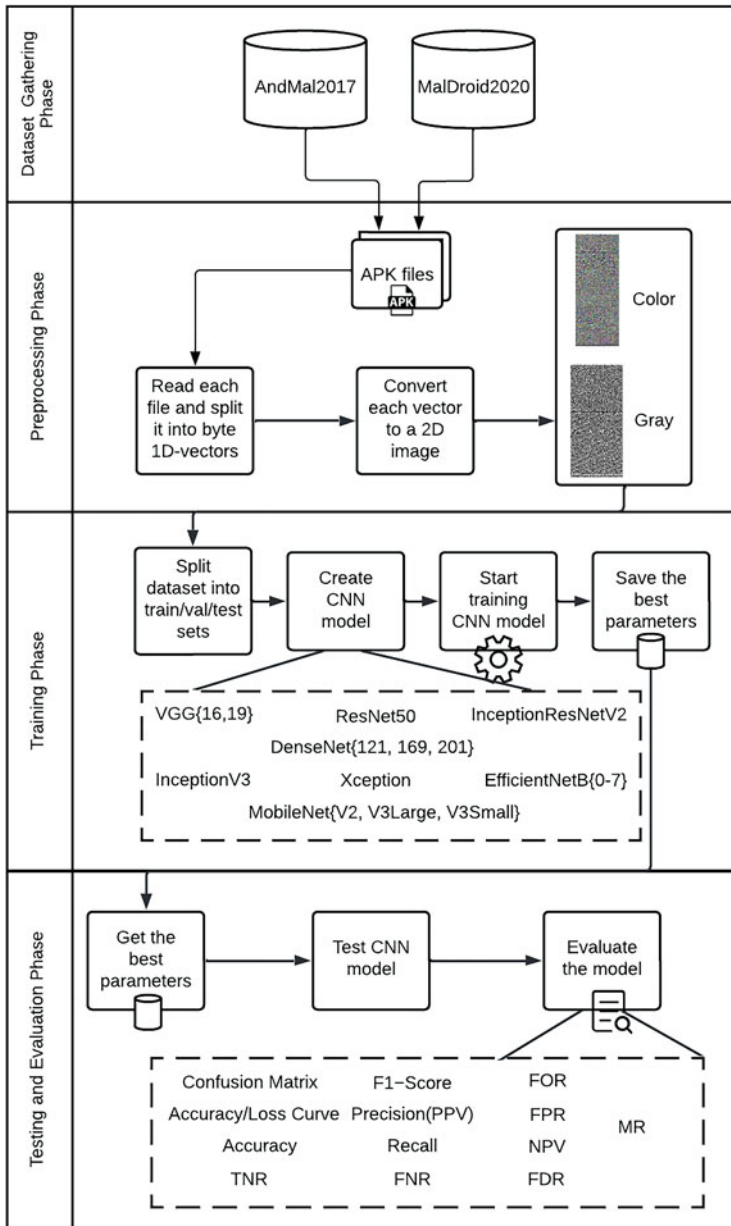 Dataset Gathering
Phase
AndMal2017
MalDroid2020
Preprocessing Phase
APK files
APK
Read each
file and split
it into byte
1D-vectors
Convert
each vector
to a 2D
image
Color
Gray
Training Phase
Split
dataset into
train/val/test
sets
Create
CNN
model
Start
training
CNN model
Save the
best
parameters
VGG{16,19}
ResNet50
InceptionResNetV2
DenseNet{121, 169, 201}
InceptionV3
Xception
EfficientNetB{0-7}
MobileNet{V2, V3Large, V3Small}
Testing and Evaluation Phase
Get the
best
parameters
Test CNN
model
Evaluate
the model
Confusion Matrix
F1−Score
FOR
Accuracy/Loss Curve
Precision(PPV)
FPR
MR
Accuracy
Recall
NPV
TNR
FNR
FDR